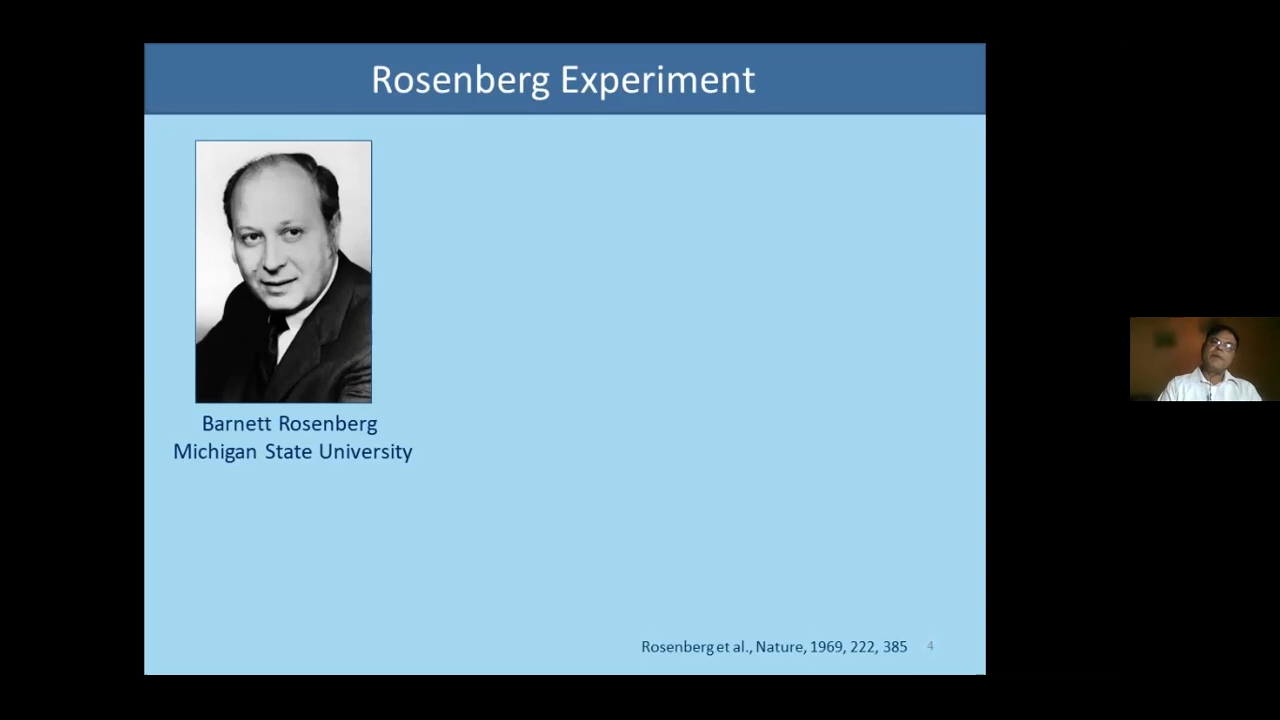 Rosenberg Experiment
Barnett Rosenberg
Michigan State University
Rosenberg et al., Nature, 1969, 222, 385
4